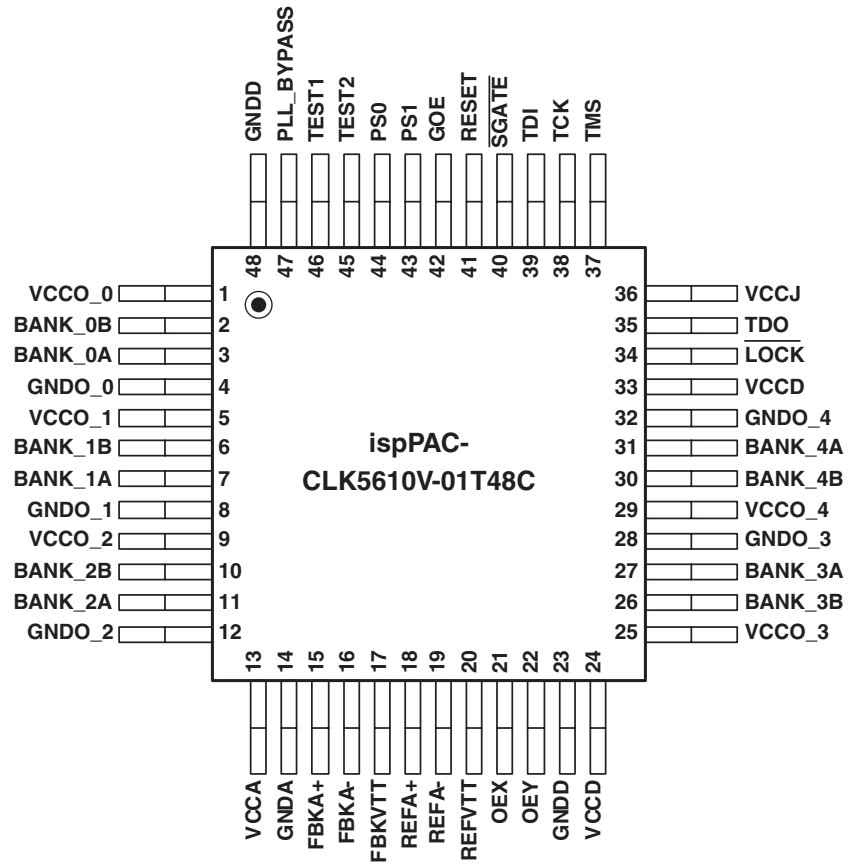 GNDD
PLL_BYPASS
TEST1
TEST2
PS0
PS1
GOE
RESET
SGATE
TDI
TCK
TMS
48
47
46
45
44
43
42
41
40
39
38
37
VCCO_0 1
BANK_0B 2
BANK_0A 3
GNDO_0 4
VCCO_1 5
BANK_1B 6
BANK_1A 7
GNDO_1 8
VCCO_2 9
BANK_2B 10
BANK_2A 11
GNDO_2 12
ispPAC-
CLK5610V-01T48C
36 VCCJ
35 TDO
34 LOCK
33 VCCD
32 GNDO_4
31 BANK_4A
30 BANK_4B
29 VCCO_4
28 GNDO_3
27 BANK_3A
26 BANK_3B
25 VCCO_3
13
14
15
16
17
18
19
20
21
22
23
24
VCCA
GNDA
FBKA+
FBKA-
FBKVTT
REFA+
REFA-
REFVTT
OEX
OEY
GNDD
VCCD